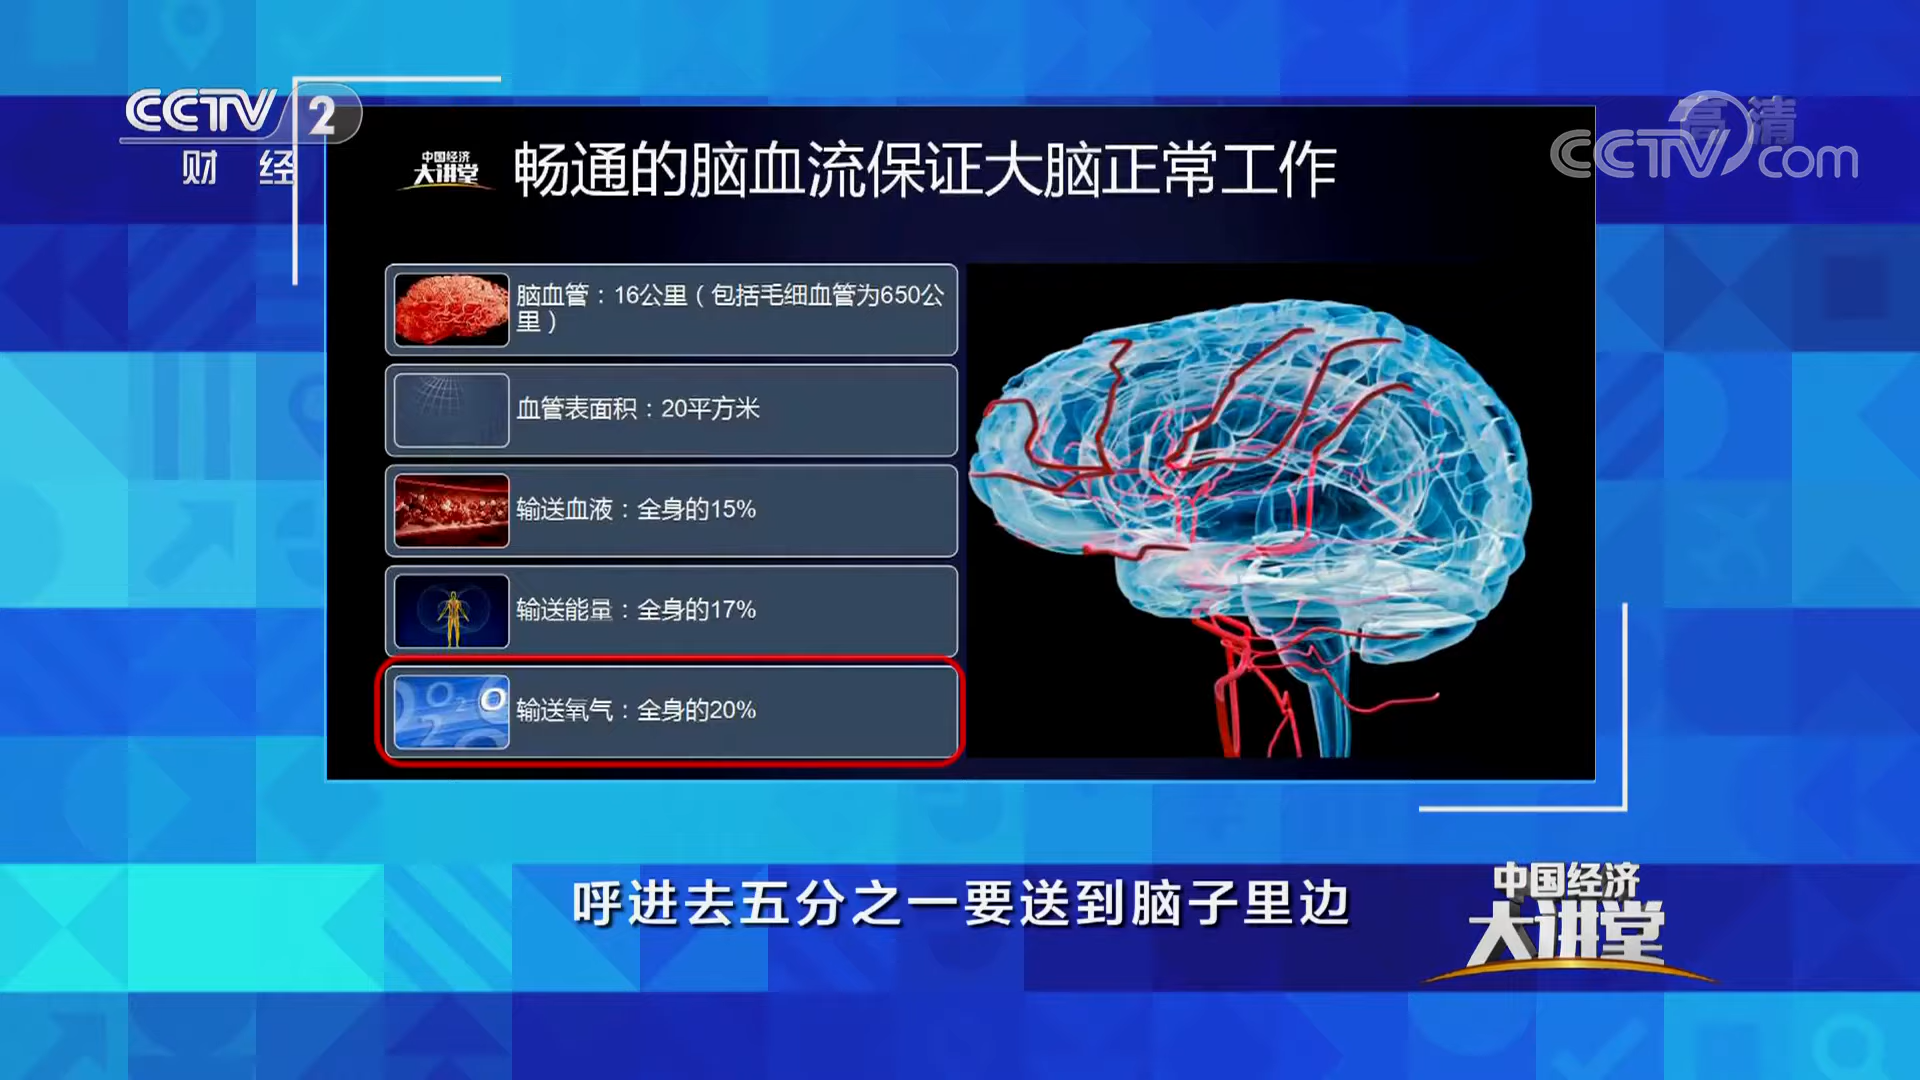 CCTV 2
财 经
高清
CCTV.com
中国经济
大讲堂
畅通的脑血流保证大脑正常工作
脑血管：16公里（包括毛细血管为650公
里）
血管表面积：20平方米
输送血液：全身的15%
输送能量：全身的17%
输送氧气：全身的20%
呼进去五分之一要送到脑子里边
中国经济
大讲堂